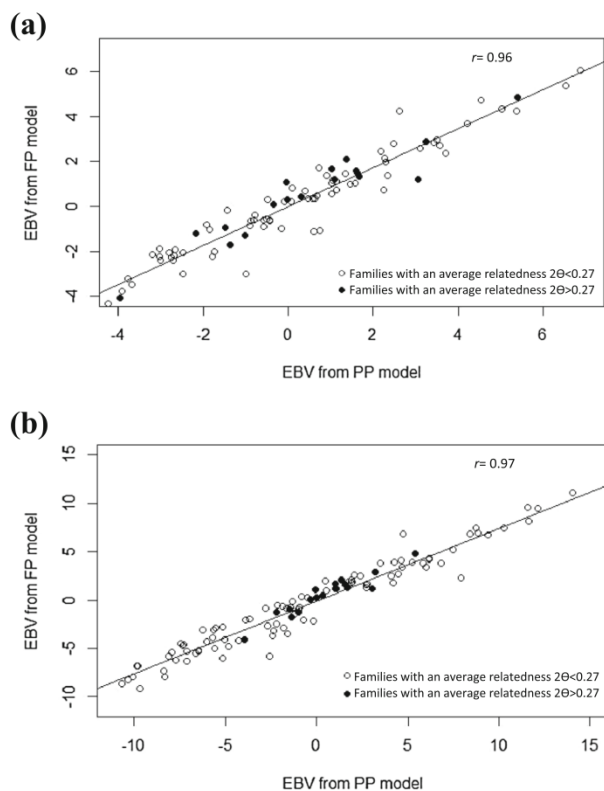 (a)
r= 0.96
EBV from FP model
6
4
2
0
-2
-4
Families with an average relatedness 2Θ<0.27
Families with an average relatedness 2Θ>0.27
-4 -2 0 2 4 6
EBV from PP model
(b)
r= 0.97
EBV from FP model
15
10
5
0
-5
-10
Families with an average relatedness 2Θ<0.27
Families with an average relatedness 2Θ>0.27
-10 -5 0 5 10 15
EBV from PP model